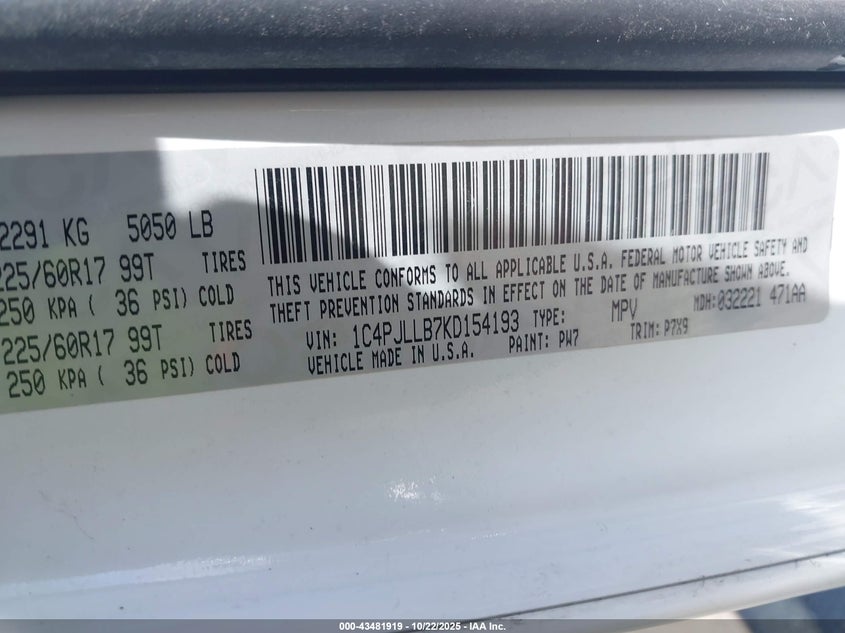 2291 KG 5050 LB
225/60R17 99T TIRES
250 KPA ( 36 PSI) COLD
225/60R17 99T TIRES
250 KPA ( 36 PSI) COLD
THIS VEHICLE CONFORMS TO ALL APPLICABLE U.S.A. FEDERAL MOTOR VEHICLE SAFETY AND
THEFT PREVENTION STANDARDS IN EFFECT ON THE DATE OF MANUFACTURE SHOWN ABOVE.
VIN: 1C4PJLLB7KD154193 TYPE: MPV MDH: 032221 471AA
VEHICLE MADE IN U.S.A. PAINT: PW7 TRIM: P7X9
000-43481919 - 10/22/2025 - IAA Inc.